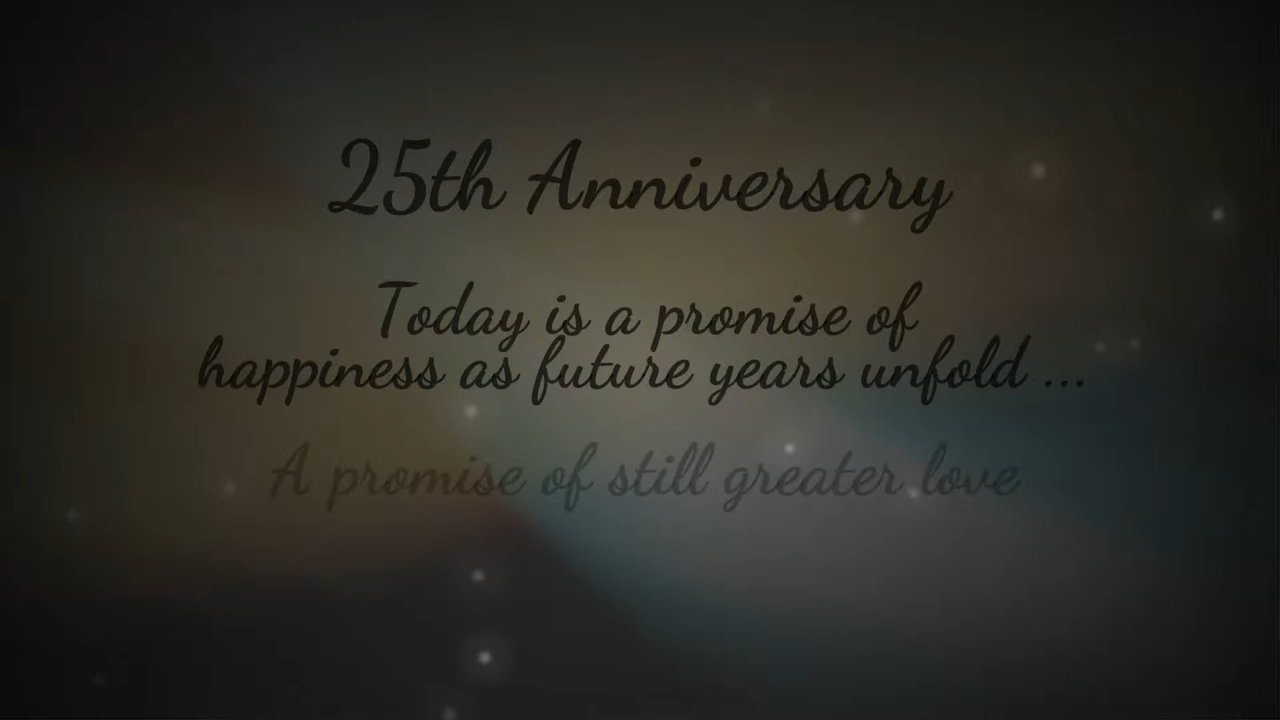 25th Anniversary
Today is a promise of
happiness as future years unfold ...
A promise of still greater love